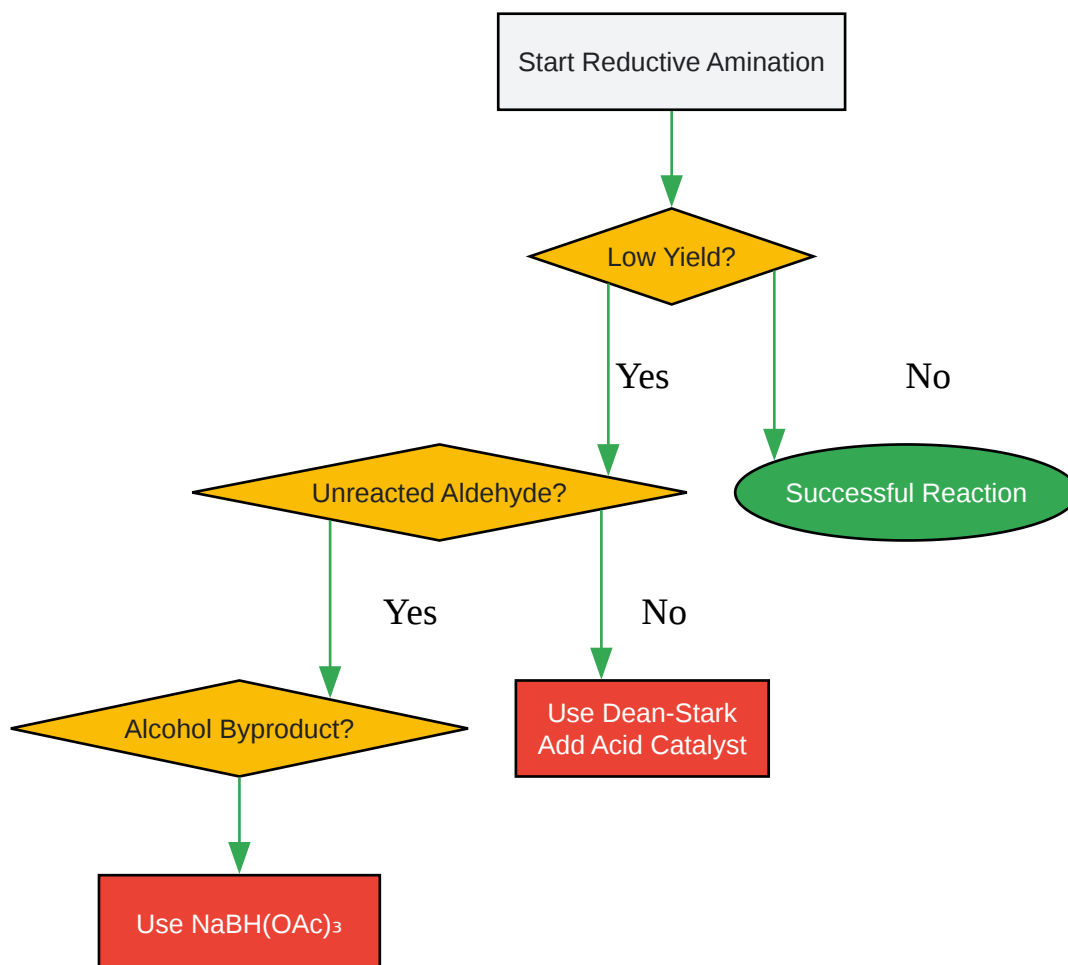 Start Reductive Amination
Low Yield?
Yes
No
Unreacted Aldehyde?
Successful Reaction
Yes
No
Alcohol Byproduct?
Use Dean-Stark
Add Acid Catalyst
Use NaBH(OAc)₃